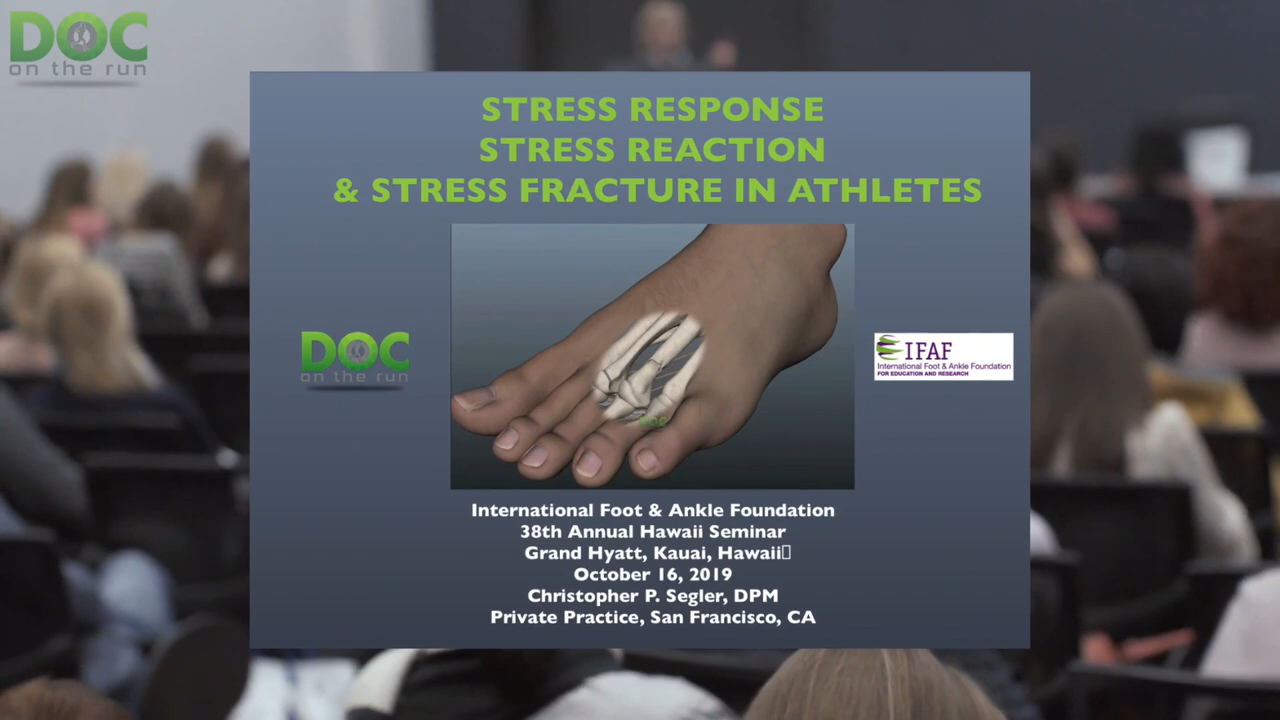 DOC
on the run
STRESS RESPONSE
STRESS REACTION
& STRESS FRACTURE IN ATHLETES
DOC
on the run
DOC
IFAF
International Foot & Ankle Foundation
FOR EDUCATION AND RESEARCH
International Foot & Ankle Foundation
38th Annual Hawaii Seminar
Grand Hyatt, Kauai, Hawaii
October 16, 2019
Christopher P. Segler, DPM
Private Practice, San Francisco, CA